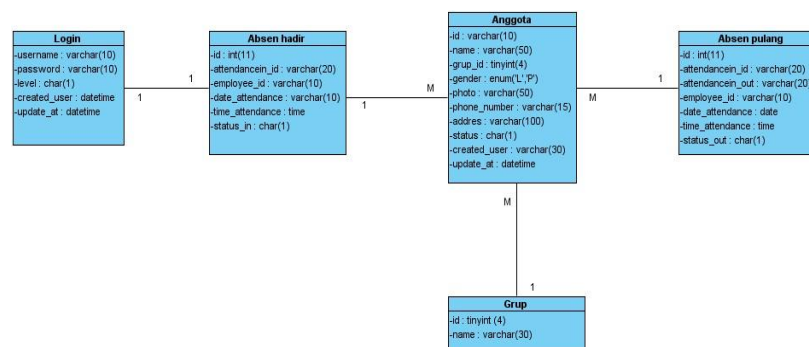 Login
-username : varchar(10)
-password : varchar(10)
-level : char(1)
-created_user : datetime
-update_at : datetime
1
1
Absen hadir
-id : int(11)
-attendancein_id : varchar(20)
-employee_id : varchar(10)
-date_attendance : varchar(10)
-time_attendance : time
-status_in : char(1)
1
M
Anggota
-id : varchar(10)
-name : varchar(50)
-grup_id : tinyint(4)
-gender : enum('L','P')
-photo : varchar(50)
-phone_number : varchar(15)
-addres : varchar(100)
-status : char(1)
-created_user : varchar(30)
-update_at : datetime
M
1
Absen pulang
-id : int(11)
-attendancein_id : varchar(20)
-attendancein_out : varchar(20)
-employee_id : varchar(10)
-date_attendance : date
-time_attendance : time
-status_out : char(1)
M
1
Grup
-id : tinyint (4)
-name : varchar(30)